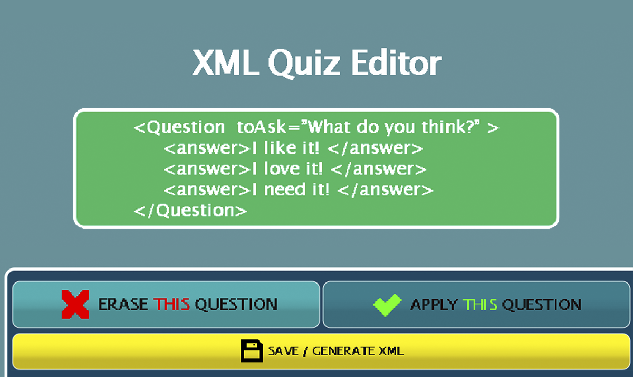 XML Quiz Editor
<Question  toAsk="What do you think?" >
<answer>I like it! </answer>
<answer>I love it! </answer>
<answer>I need it! </answer>
</Question>
ERASE THIS QUESTION
APPLY THIS QUESTION
SAVE / GENERATE XML